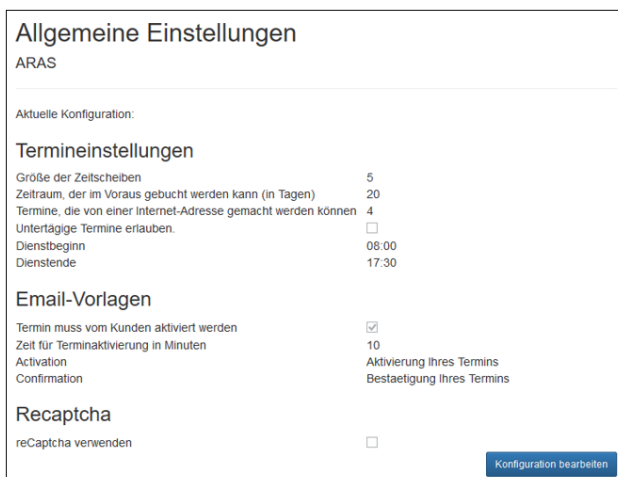 Allgemeine Einstellungen
ARAS
Aktuelle Konfiguration:
Termineinstellungen
Größe der Zeitscheiben 5
Zeitraum, der im Voraus gebucht werden kann (in Tagen) 20
Termine, die von einer Internet-Adresse gemacht werden können 4
Untertägige Termine erlauben.
Dienstbeginn 08:00
Dienstende 17:30
Email-Vorlagen
Termin muss vom Kunden aktiviert werden
Zeit für Terminaktivierung in Minuten 10
Activation Aktivierung Ihres Termins
Confirmation Bestaetigung Ihres Termins
Recaptcha
reCaptcha verwenden
Konfiguration bearbeiten